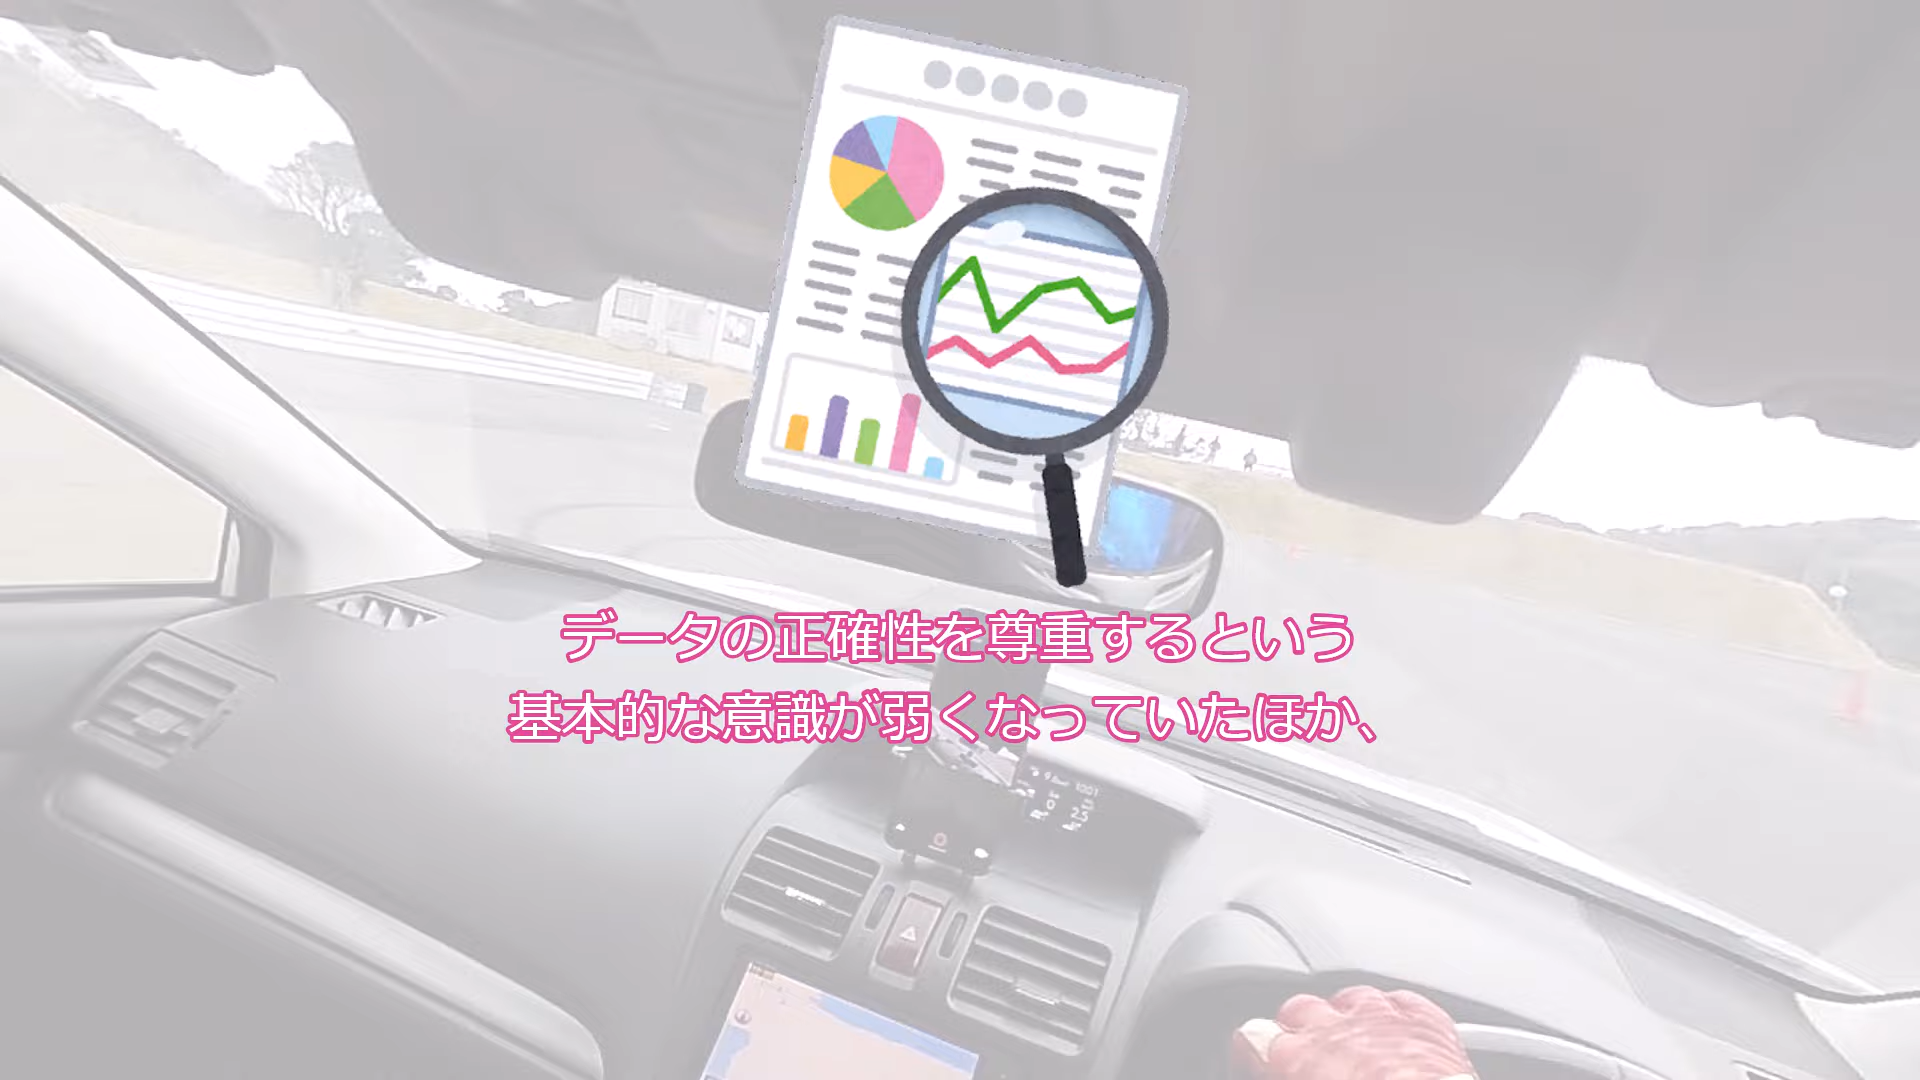 データの正確性を尊重するという
基本的な意識が弱くなっていたほか、